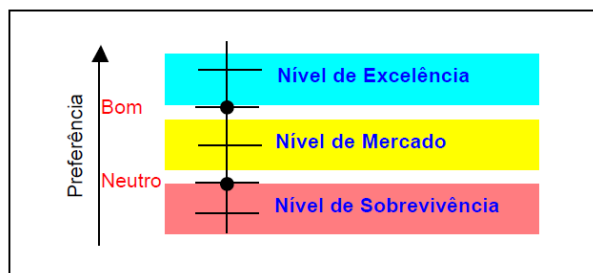 Preferência
Bom
Neutro
Nível de Excelência
Nível de Mercado
Nível de Sobrevivência